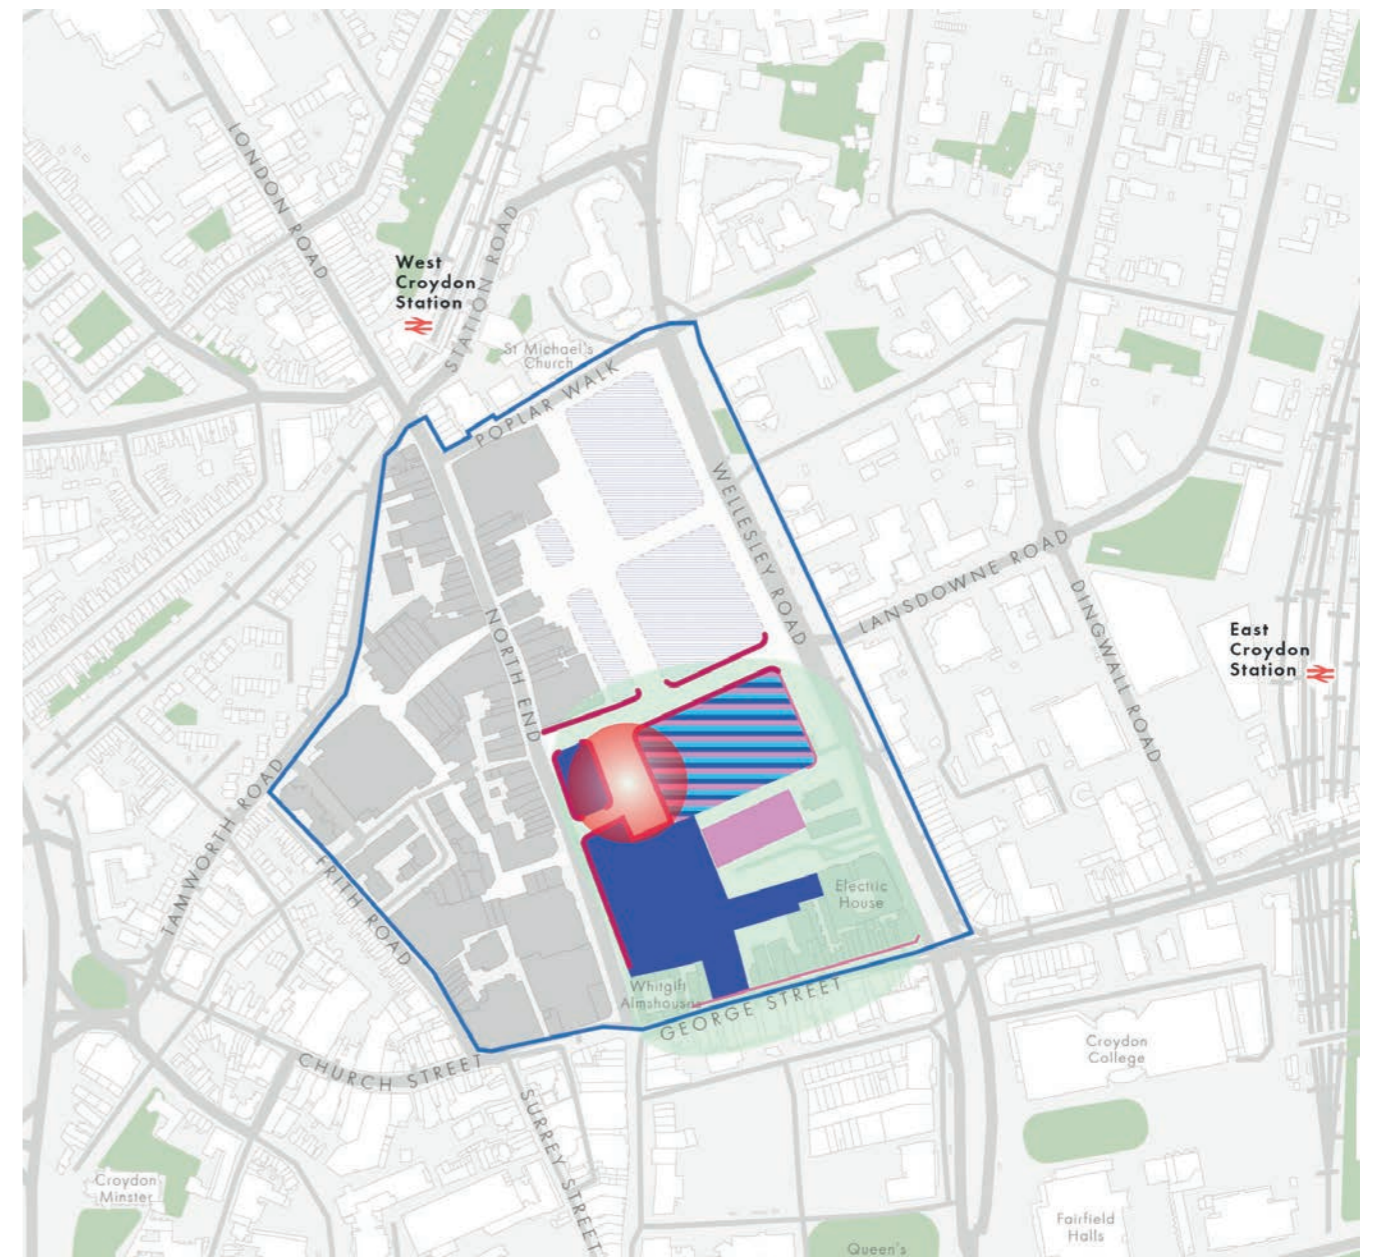 LONDON ROAD
West
Croydon
Station
STATION ROAD
St Michael's
Church
POPLAR WALK
WELLESLEY ROAD
LANSDOWNE ROAD
DINGWALL ROAD
East
Croydon
Station
NORTH END
TAMWORTH ROAD
FRITH ROAD
Electric
House
Whitgift
Almshouses
GEORGE STREET
CHURCH STREET
SURREY STREET
Croydon
College
Croydon
Minster
Fairfield
Halls
Queen's